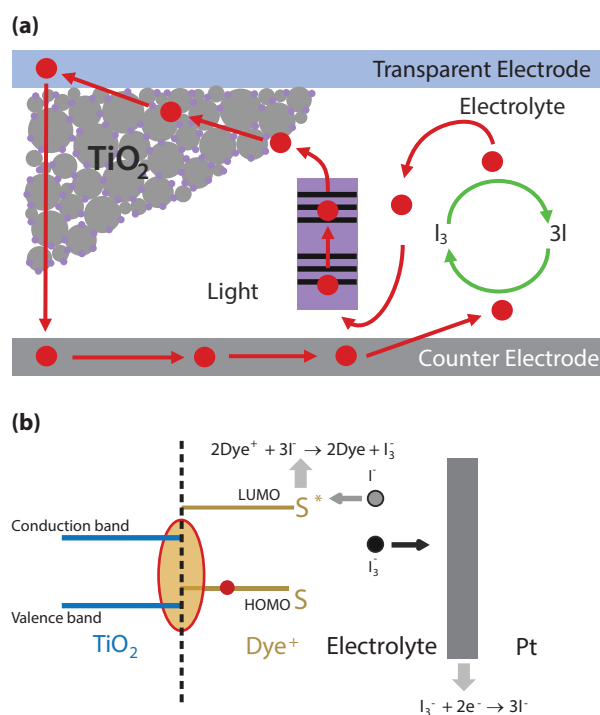 (a)
Transparent Electrode
Electrolyte
TiO₂
I₃
3I
Light
Counter Electrode
(b)
2Dye⁺ + 3I⁻ → 2Dye + I₃⁻
I⁻
LUMO
S*
Conduction band
I₃⁻
HOMO
S
Valence band
TiO₂
Dye⁺
Electrolyte
Pt
I₃⁻ + 2e⁻ → 3I⁻